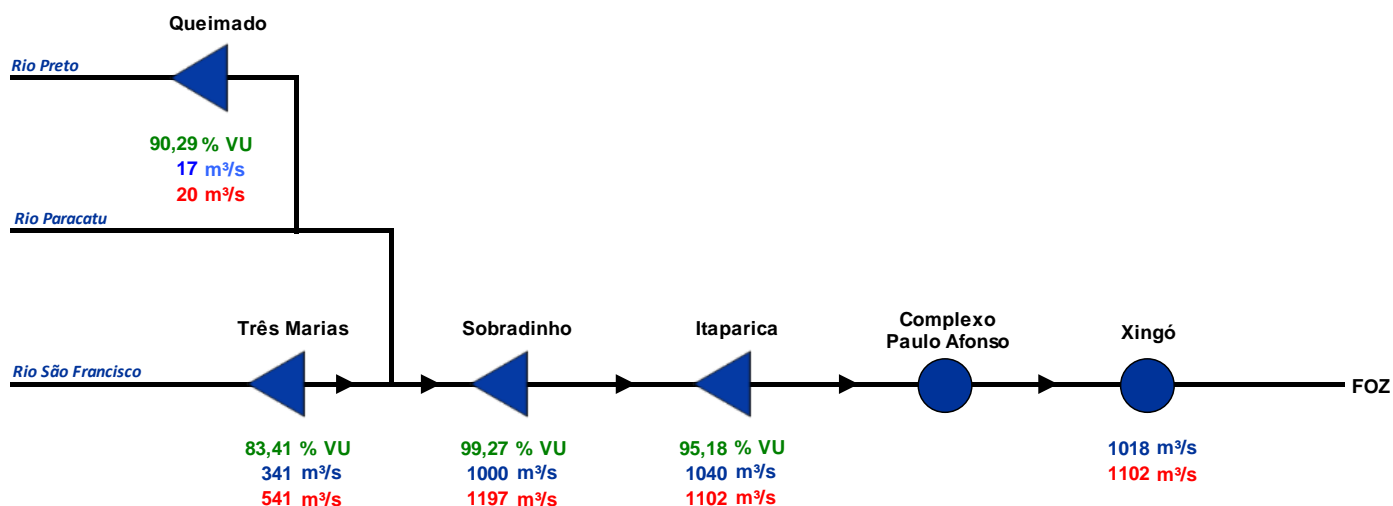 Queimado
Rio Preto
90,29 % VU
17 m³/s
20 m³/s
Rio Paracatu
Três Marias
Sobradinho
Itaparica
Complexo
Paulo Afonso
Xingó
Rio São Francisco
FOZ
83,41 % VU
341 m³/s
541 m³/s
99,27 % VU
1000 m³/s
1197 m³/s
95,18 % VU
1040 m³/s
1102 m³/s
1018 m³/s
1102 m³/s